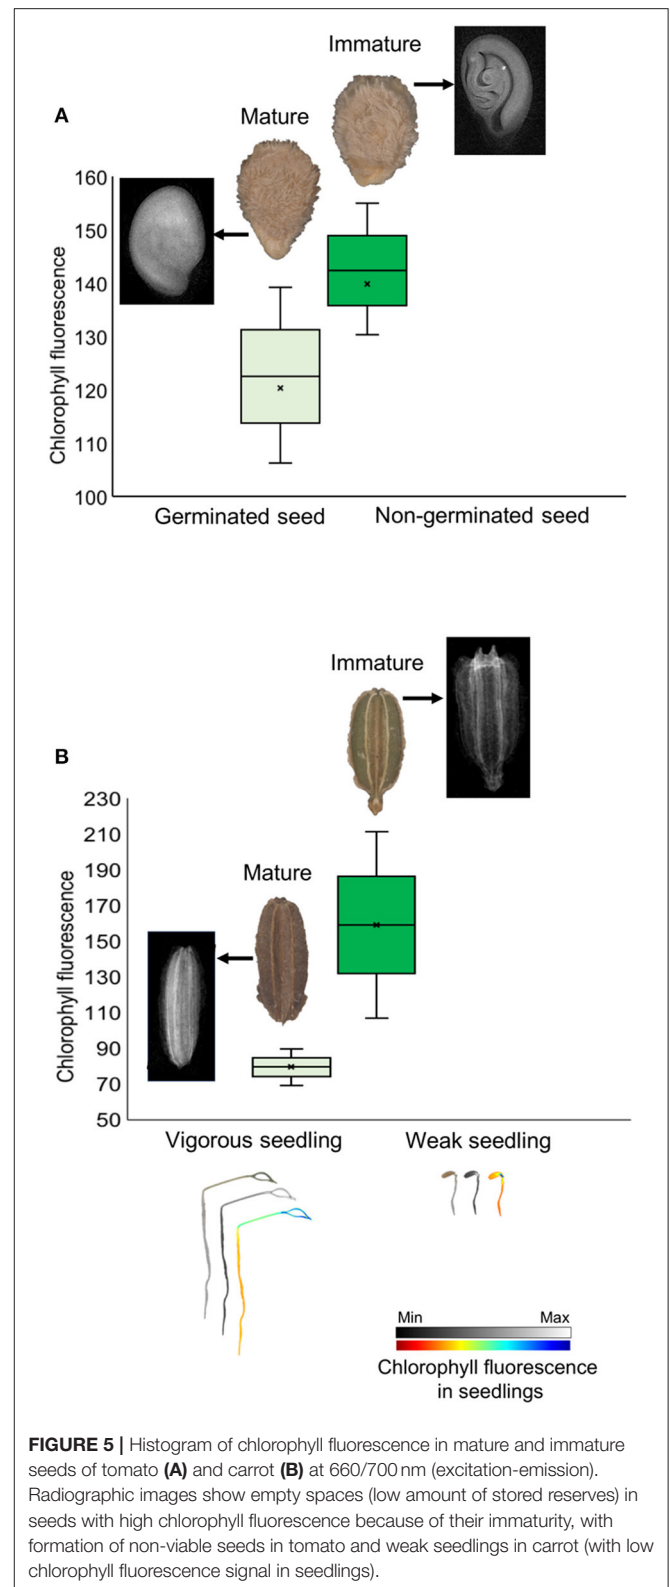 Immature
A
Mature
160
150
140
130
120
110
100
Chlorophyll fluorescence
Germinated seed Non-germinated seed
Immature
B
230
210
190
170
150
130
110
90
70
50
Mature
Chlorophyll fluorescence
Vigorous seedling Weak seedling
Min Max
Chlorophyll fluorescence
in seedlings
FIGURE 5 | Histogram of chlorophyll fluorescence in mature and immature
seeds of tomato (A) and carrot (B) at 660/700 nm (excitation-emission).
Radiographic images show empty spaces (low amount of stored reserves) in
seeds with high chlorophyll fluorescence because of their immaturity, with
formation of non-viable seeds in tomato and weak seedlings in carrot (with low
chlorophyll fluorescence signal in seedlings).